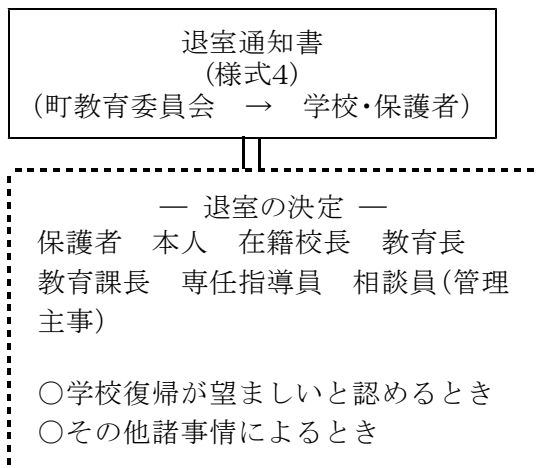 退室通知書
(様式4)
(町教育委員会　→　学校・保護者)
― 退室の決定 ―
保護者　本人　在籍校長　教育長
教育課長　専任指導員　相談員(管理
主事)
○学校復帰が望ましいと認めるとき
○その他諸事情によるとき